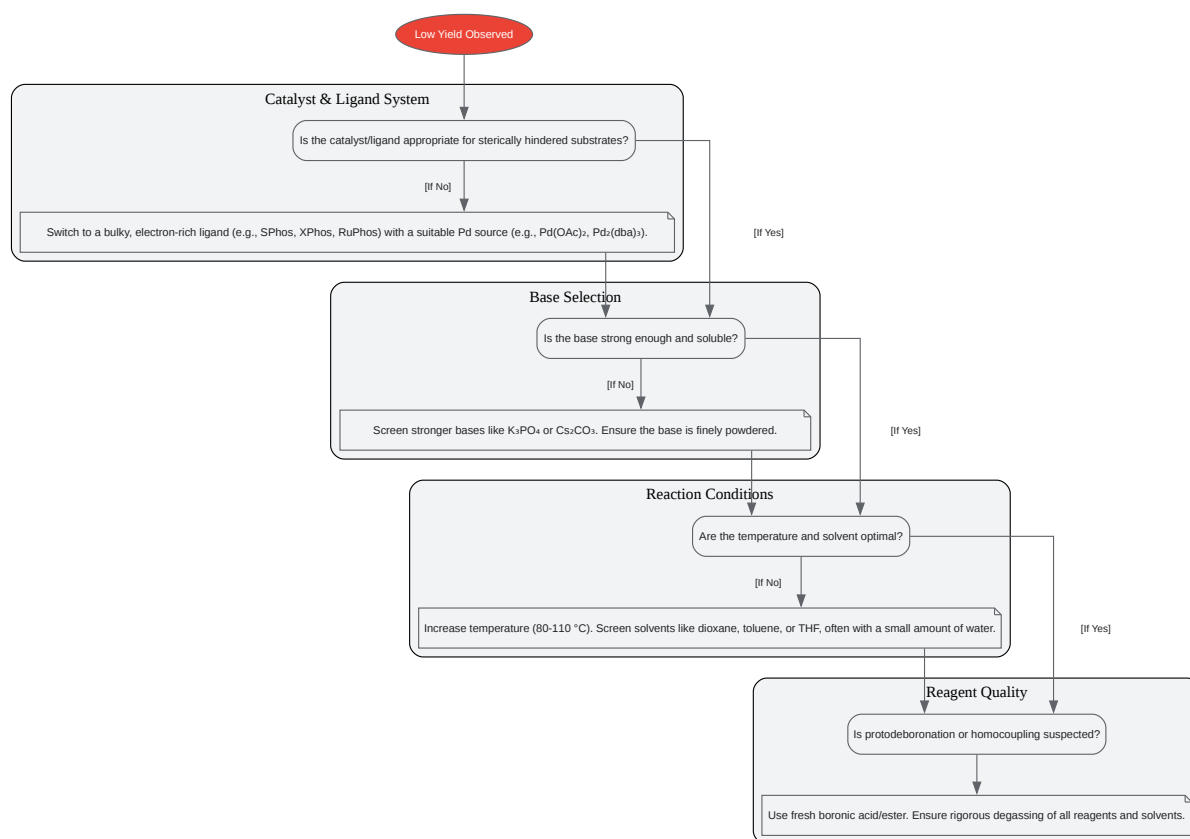 Low Yield Observed
Catalyst & Ligand System
Is the catalyst/ligand appropriate for sterically hindered substrates?
[If No]
Switch to a bulky, electron-rich ligand (e.g., SPhos, XPhos, RuPhos) with a suitable Pd source (e.g., Pd(OAc)₂, Pd₂(dba)₃).
[If Yes]
Base Selection
Is the base strong enough and soluble?
[If No]
Screen stronger bases like K₃PO₄ or Cs₂CO₃. Ensure the base is finely powdered.
[If Yes]
Reaction Conditions
Are the temperature and solvent optimal?
[If No]
Increase temperature (80-110 °C). Screen solvents like dioxane, toluene, or THF, often with a small amount of water.
[If Yes]
Reagent Quality
Is protodeboronation or homocoupling suspected?
Use fresh boronic acid/ester. Ensure rigorous degassing of all reagents and solvents.